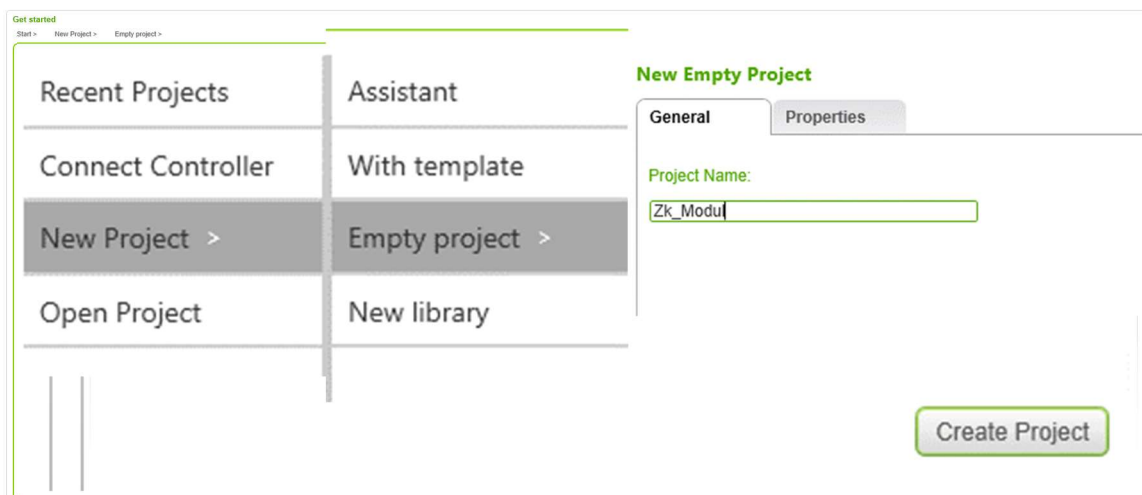 Get started
Start > New Project > Empty project >
Recent Projects
Connect Controller
New Project >
Open Project
Assistant
With template
Empty project >
New library
New Empty Project
General Properties
Project Name:
Zk_Modul
Create Project